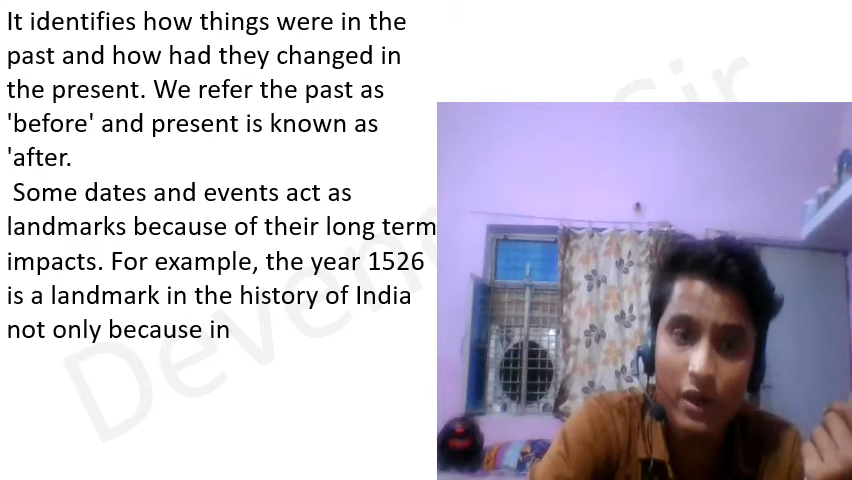 It identifies how things were in the
past and how had they changed in
the present. We refer the past as
'before' and present is known as
'after.
Some dates and events act as
landmarks because of their long term
impacts. For example, the year 1526
is a landmark in the history of India
not only because in
Sir